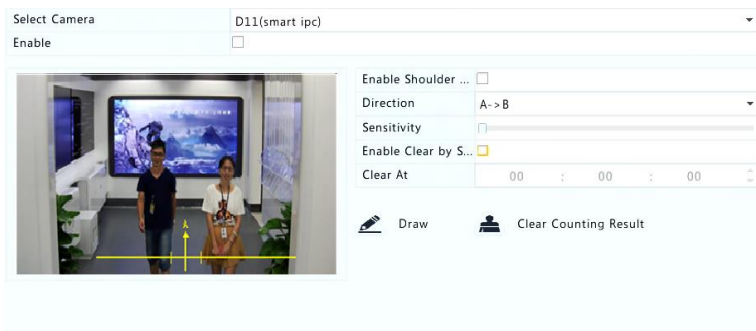 Select Camera D11(smart ipc)
Enable
Enable Shoulder ...
Direction A->B
Sensitivity
Enable Clear by S...
Clear At 00 : 00 : 00
Draw Clear Counting Result